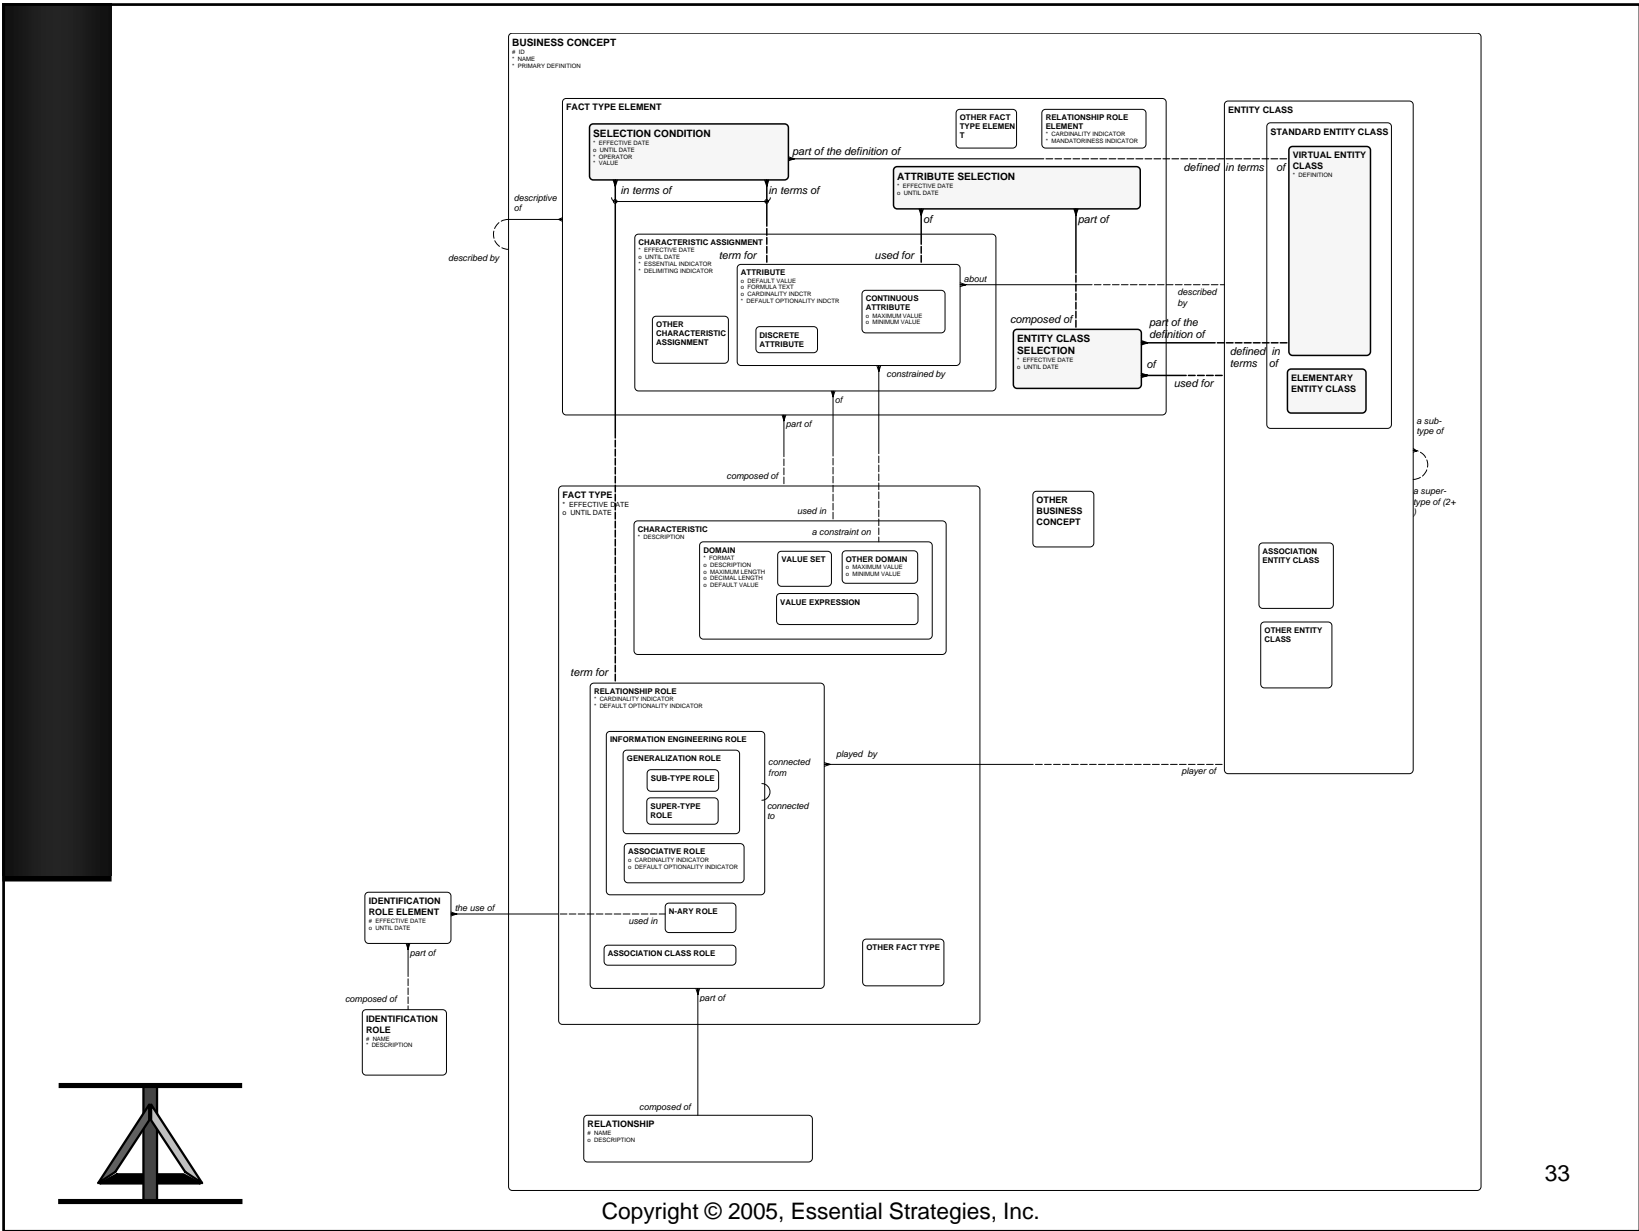 BUSINESS CONCEPT
# ID
* NAME
* PRIMARY DEFINITION
FACT TYPE ELEMENT
SELECTION CONDITION
* EFFECTIVE DATE
o UNTIL DATE
* OPERATOR
* VALUE
OTHER FACT
TYPE ELEMEN
T
RELATIONSHIP ROLE
ELEMENT
* CARDINALITY INDICATOR
* MANDATORINESS INDICATOR
ENTITY CLASS
STANDARD ENTITY CLASS
VIRTUAL ENTITY
CLASS
* DEFINITION
part of the definition of
defined in terms of
ATTRIBUTE SELECTION
* EFFECTIVE DATE
o UNTIL DATE
in terms of
in terms of
descriptive
of
described by
of
part of
CHARACTERISTIC ASSIGNMENT
* EFFECTIVE DATE
o UNTIL DATE
* ESSENTIAL INDICATOR
* DELIMITING INDICATOR
term for
used for
ATTRIBUTE
o DEFAULT VALUE
o FORMULA TEXT
o CARDINALITY INDCTR
* DEFAULT OPTIONALITY INDCTR
CONTINUOUS
ATTRIBUTE
o MAXIMUM VALUE
o MINIMUM VALUE
about
described
by
OTHER
CHARACTERISTIC
ASSIGNMENT
DISCRETE
ATTRIBUTE
composed of
part of the
definition of
ENTITY CLASS
SELECTION
* EFFECTIVE DATE
o UNTIL DATE
defined in
terms of
of
used for
ELEMENTARY
ENTITY CLASS
constrained by
of
part of
a sub-
type of
a super-
type of (2+
)
composed of
FACT TYPE
* EFFECTIVE DATE
o UNTIL DATE
used in
CHARACTERISTIC
* DESCRIPTION
a constraint on
DOMAIN
* FORMAT
o DESCRIPTION
o MAXIMUM LENGTH
o DECIMAL LENGTH
o DEFAULT VALUE
VALUE SET
OTHER DOMAIN
o MAXIMUM VALUE
o MINIMUM VALUE
VALUE EXPRESSION
OTHER
BUSINESS
CONCEPT
ASSOCIATION
ENTITY CLASS
OTHER ENTITY
CLASS
term for
RELATIONSHIP ROLE
* CARDINALITY INDICATOR
* DEFAULT OPTIONALITY INDICATOR
INFORMATION ENGINEERING ROLE
GENERALIZATION ROLE
SUB-TYPE ROLE
SUPER-TYPE
ROLE
connected
from
connected
to
played by
player of
ASSOCIATIVE ROLE
o CARDINALITY INDICATOR
o DEFAULT OPTIONALITY INDICATOR
N-ARY ROLE
ASSOCIATION CLASS ROLE
OTHER FACT TYPE
IDENTIFICATION
ROLE ELEMENT
# EFFECTIVE DATE
o UNTIL DATE
the use of
used in
part of
composed of
IDENTIFICATION
ROLE
# NAME
* DESCRIPTION
part of
composed of
RELATIONSHIP
# NAME
o DESCRIPTION
33
Copyright © 2005, Essential Strategies, Inc.